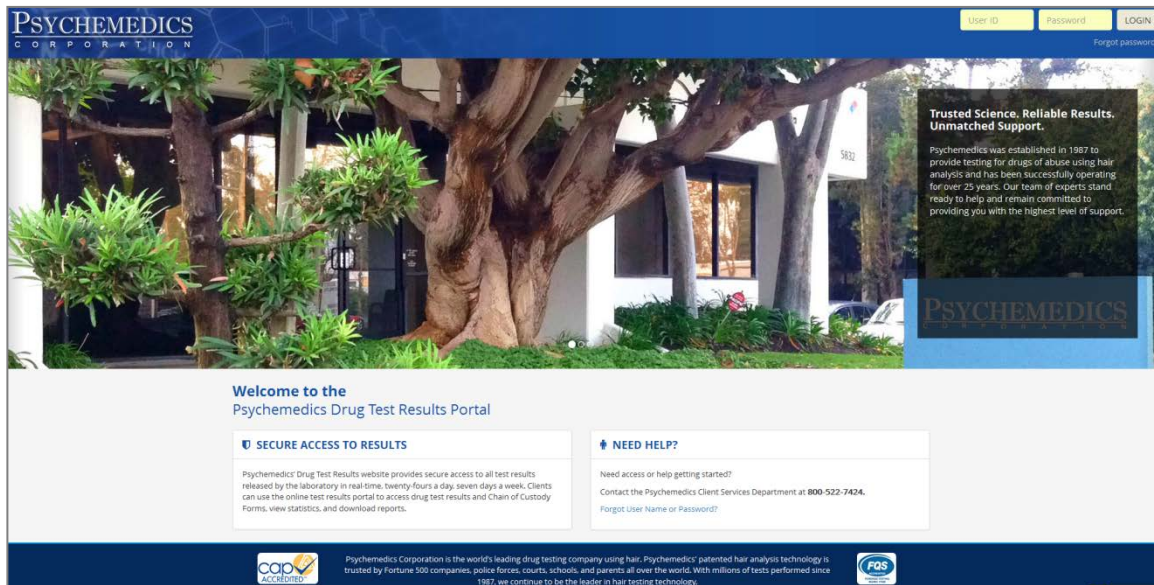 PSYCHEMEDICS
CORPORATION
User ID
Password
LOGIN
Forgot password
5832
Trusted Science. Reliable Results.
Unmatched Support.
Psychemedics was established in 1987 to
provide testing for drugs of abuse using hair
analysis and has been successfully operating
for over 25 years. Our team of experts stand
ready to help and remain committed to
providing you with the highest level of support.
PSYCHEMEDICS
CORPORATION
Welcome to the
Psychemedics Drug Test Results Portal
SECURE ACCESS TO RESULTS
Psychemedics' Drug Test Results website provides secure access to all test results
released by the laboratory in real-time, twenty-fours a day, seven days a week. Clients
can use the online test results portal to access drug test results and Chain of Custody
Forms, view statistics, and download reports.
NEED HELP?
Need access or help getting started?
Contact the Psychemedics Client Services Department at 800-522-7424.
Forgot User Name or Password?
CAP
ACCREDITED
Psychemedics Corporation is the world's leading drug testing company using hair. Psychemedics' patented hair analysis technology is
trusted by Fortune 500 companies, police forces, courts, schools, and parents all over the world. With millions of tests performed since
1987, we continue to be the leader in hair testing technology.
FQS